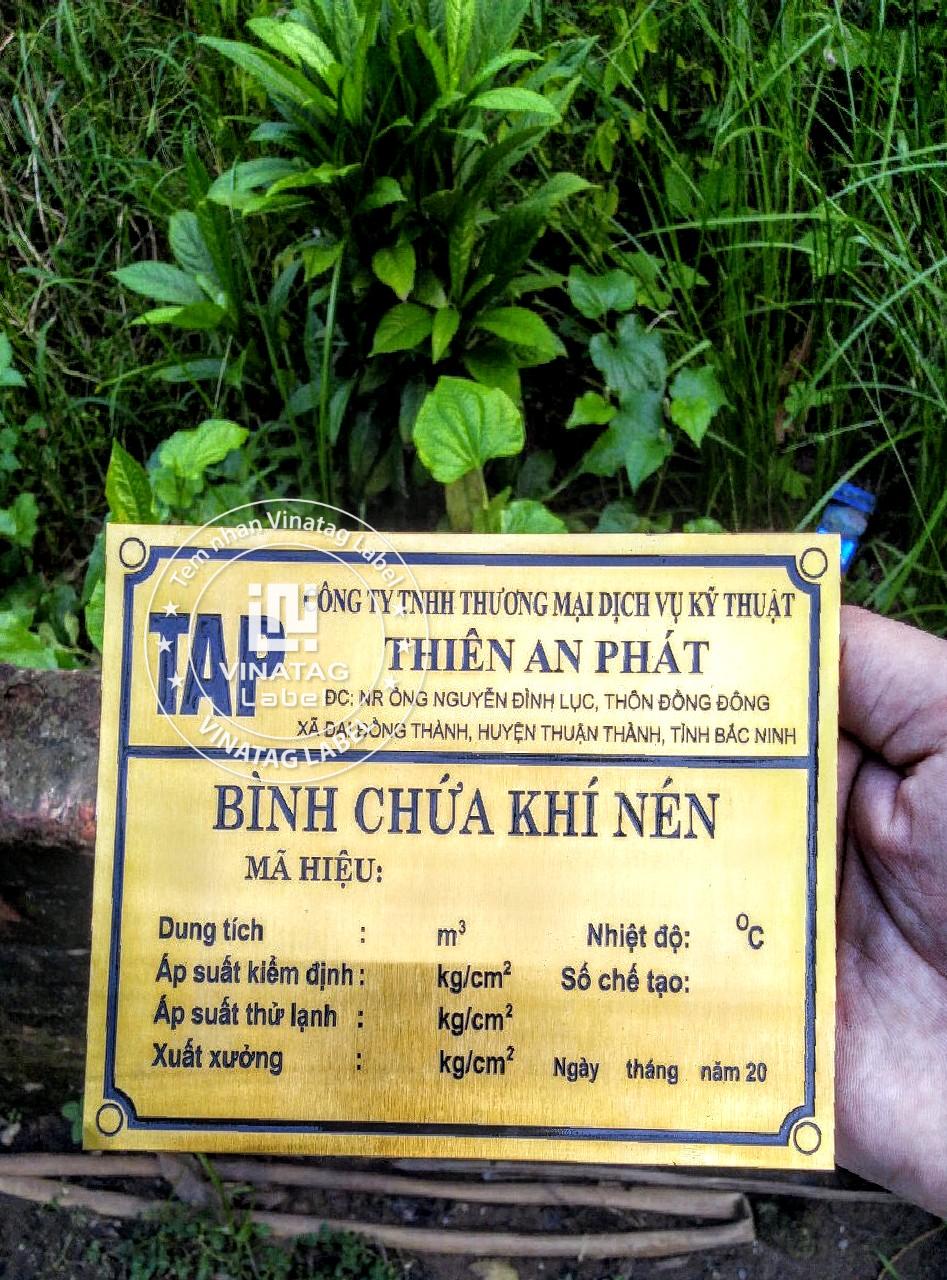 Tem nhan Vinatag Label
VINATAG
Label
VINATAG LABEL
TAP
CÔNG TY TNHH THƯƠNG MẠI DỊCH VỤ KỸ THUẬT
THIÊN AN PHÁT
ĐC: NR ÔNG NGUYỄN ĐÌNH LỤC, THÔN ĐỒNG ĐÔNG
XÃ ĐẠI ĐỒNG THÀNH, HUYỆN THUẬN THÀNH, TỈNH BẮC NINH
BÌNH CHỨA KHÍ NÉN
MÃ HIỆU:
Dung tích : m³ Nhiệt độ: ⁰C
Áp suất kiểm định : kg/cm² Số chế tạo:
Áp suất thử lạnh : kg/cm²
Xuất xưởng : kg/cm² Ngày tháng năm 20